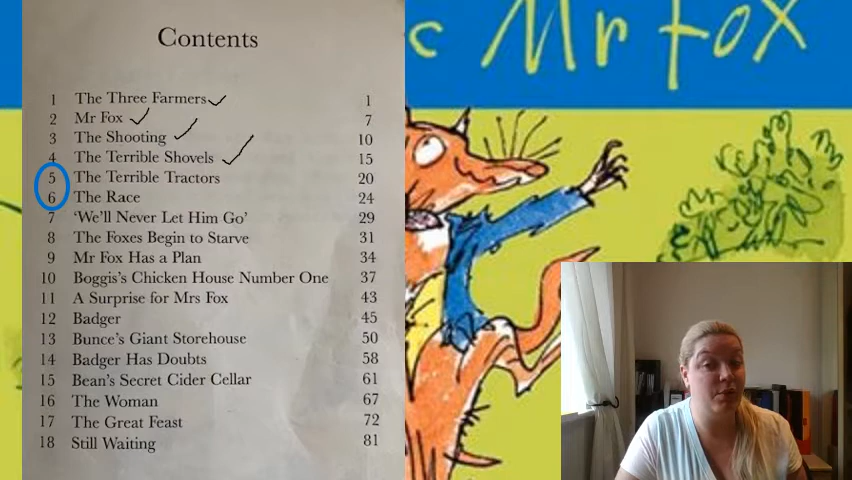 Contents
1 The Three Farmers 1
2 Mr Fox 7
3 The Shooting 10
4 The Terrible Shovels 15
5 The Terrible Tractors 20
6 The Race 24
7 ‘We’ll Never Let Him Go’ 29
8 The Foxes Begin to Starve 31
9 Mr Fox Has a Plan 34
10 Boggis’s Chicken House Number One 37
11 A Surprise for Mrs Fox 43
12 Badger 45
13 Bunce’s Giant Storehouse 50
14 Badger Has Doubts 58
15 Bean’s Secret Cider Cellar 61
16 The Woman 67
17 The Great Feast 72
18 Still Waiting 81
c Mr Fox